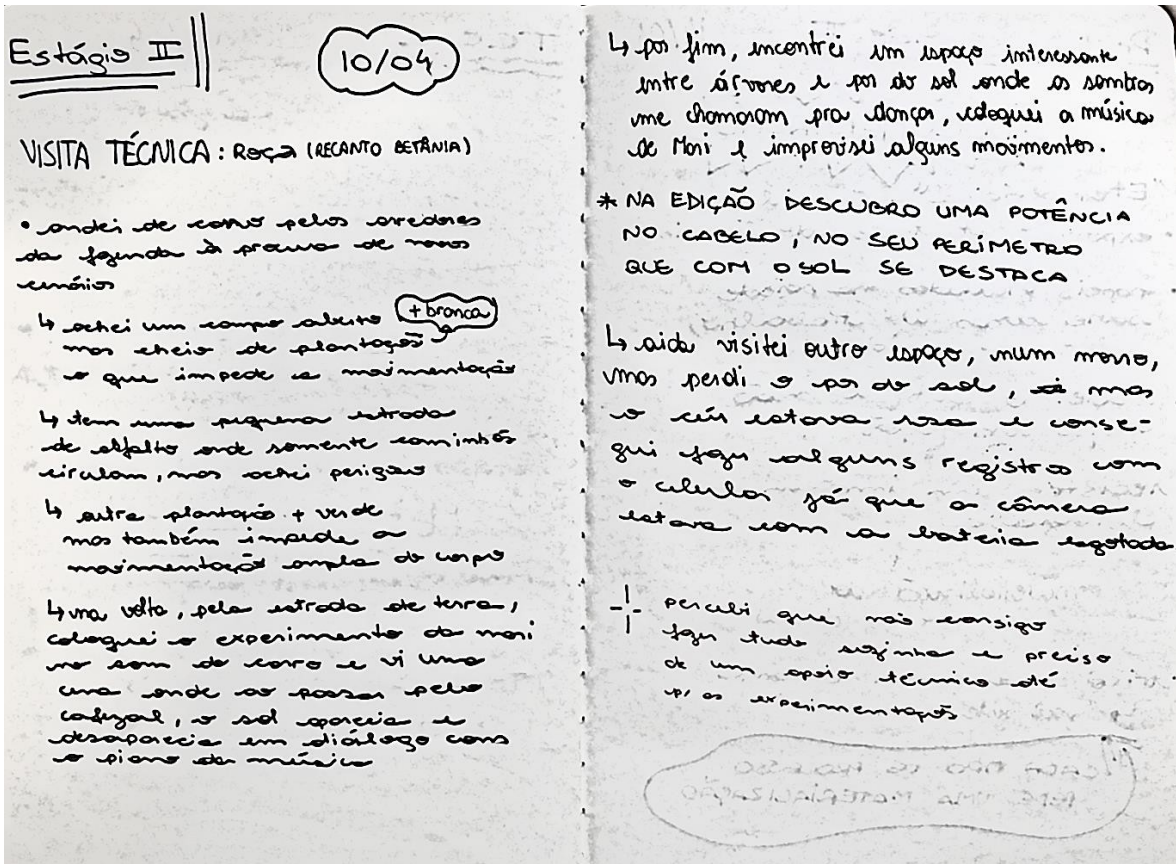 Estágio II
10/04
VISITA TÉCNICA: Roça (RECANTO BETÂNIA)
• andei de carro pelos arredores
da fazenda à procura de novos
cenários
↳ achei um campo aberto + branca
mas cheio de plantação
o que impede a movimentação
↳ tem uma pequena estrada
de alfalto onde somente caminhões
circulam, mas achei perigoso
↳ outra plantação + verde
mas também impede a
movimentação ampla do corpo
↳ na volta, pela estrada de terra,
coloquei o experimento da mari
no som do carro e vi uma
cena onde ao passar pelo
cafezal, o sol aparecia e
desaparecia em diálogo com
o piano da música
↳ por fim, encontrei um espaço interessante
entre árvores e por do sol onde as sombras
me chamaram pra dança, coloquei a música
de Mari e improvisei alguns movimentos.
* NA EDIÇÃO DESCUBRO UMA POTÊNCIA
NO CABELO, NO SEU PERÍMETRO
QUE COM O SOL SE DESTACA
↳ aida visitei outro espaço, num morro,
mas perdi o por do sol, mas
o céu estava rosa e conse-
gui fazer alguns registros com
o celular já que a câmera
estava com a bateria esgotada
percebi que não consigo
fazer tudo sozinha e preciso
de um apoio técnico até
p/ as experimentações